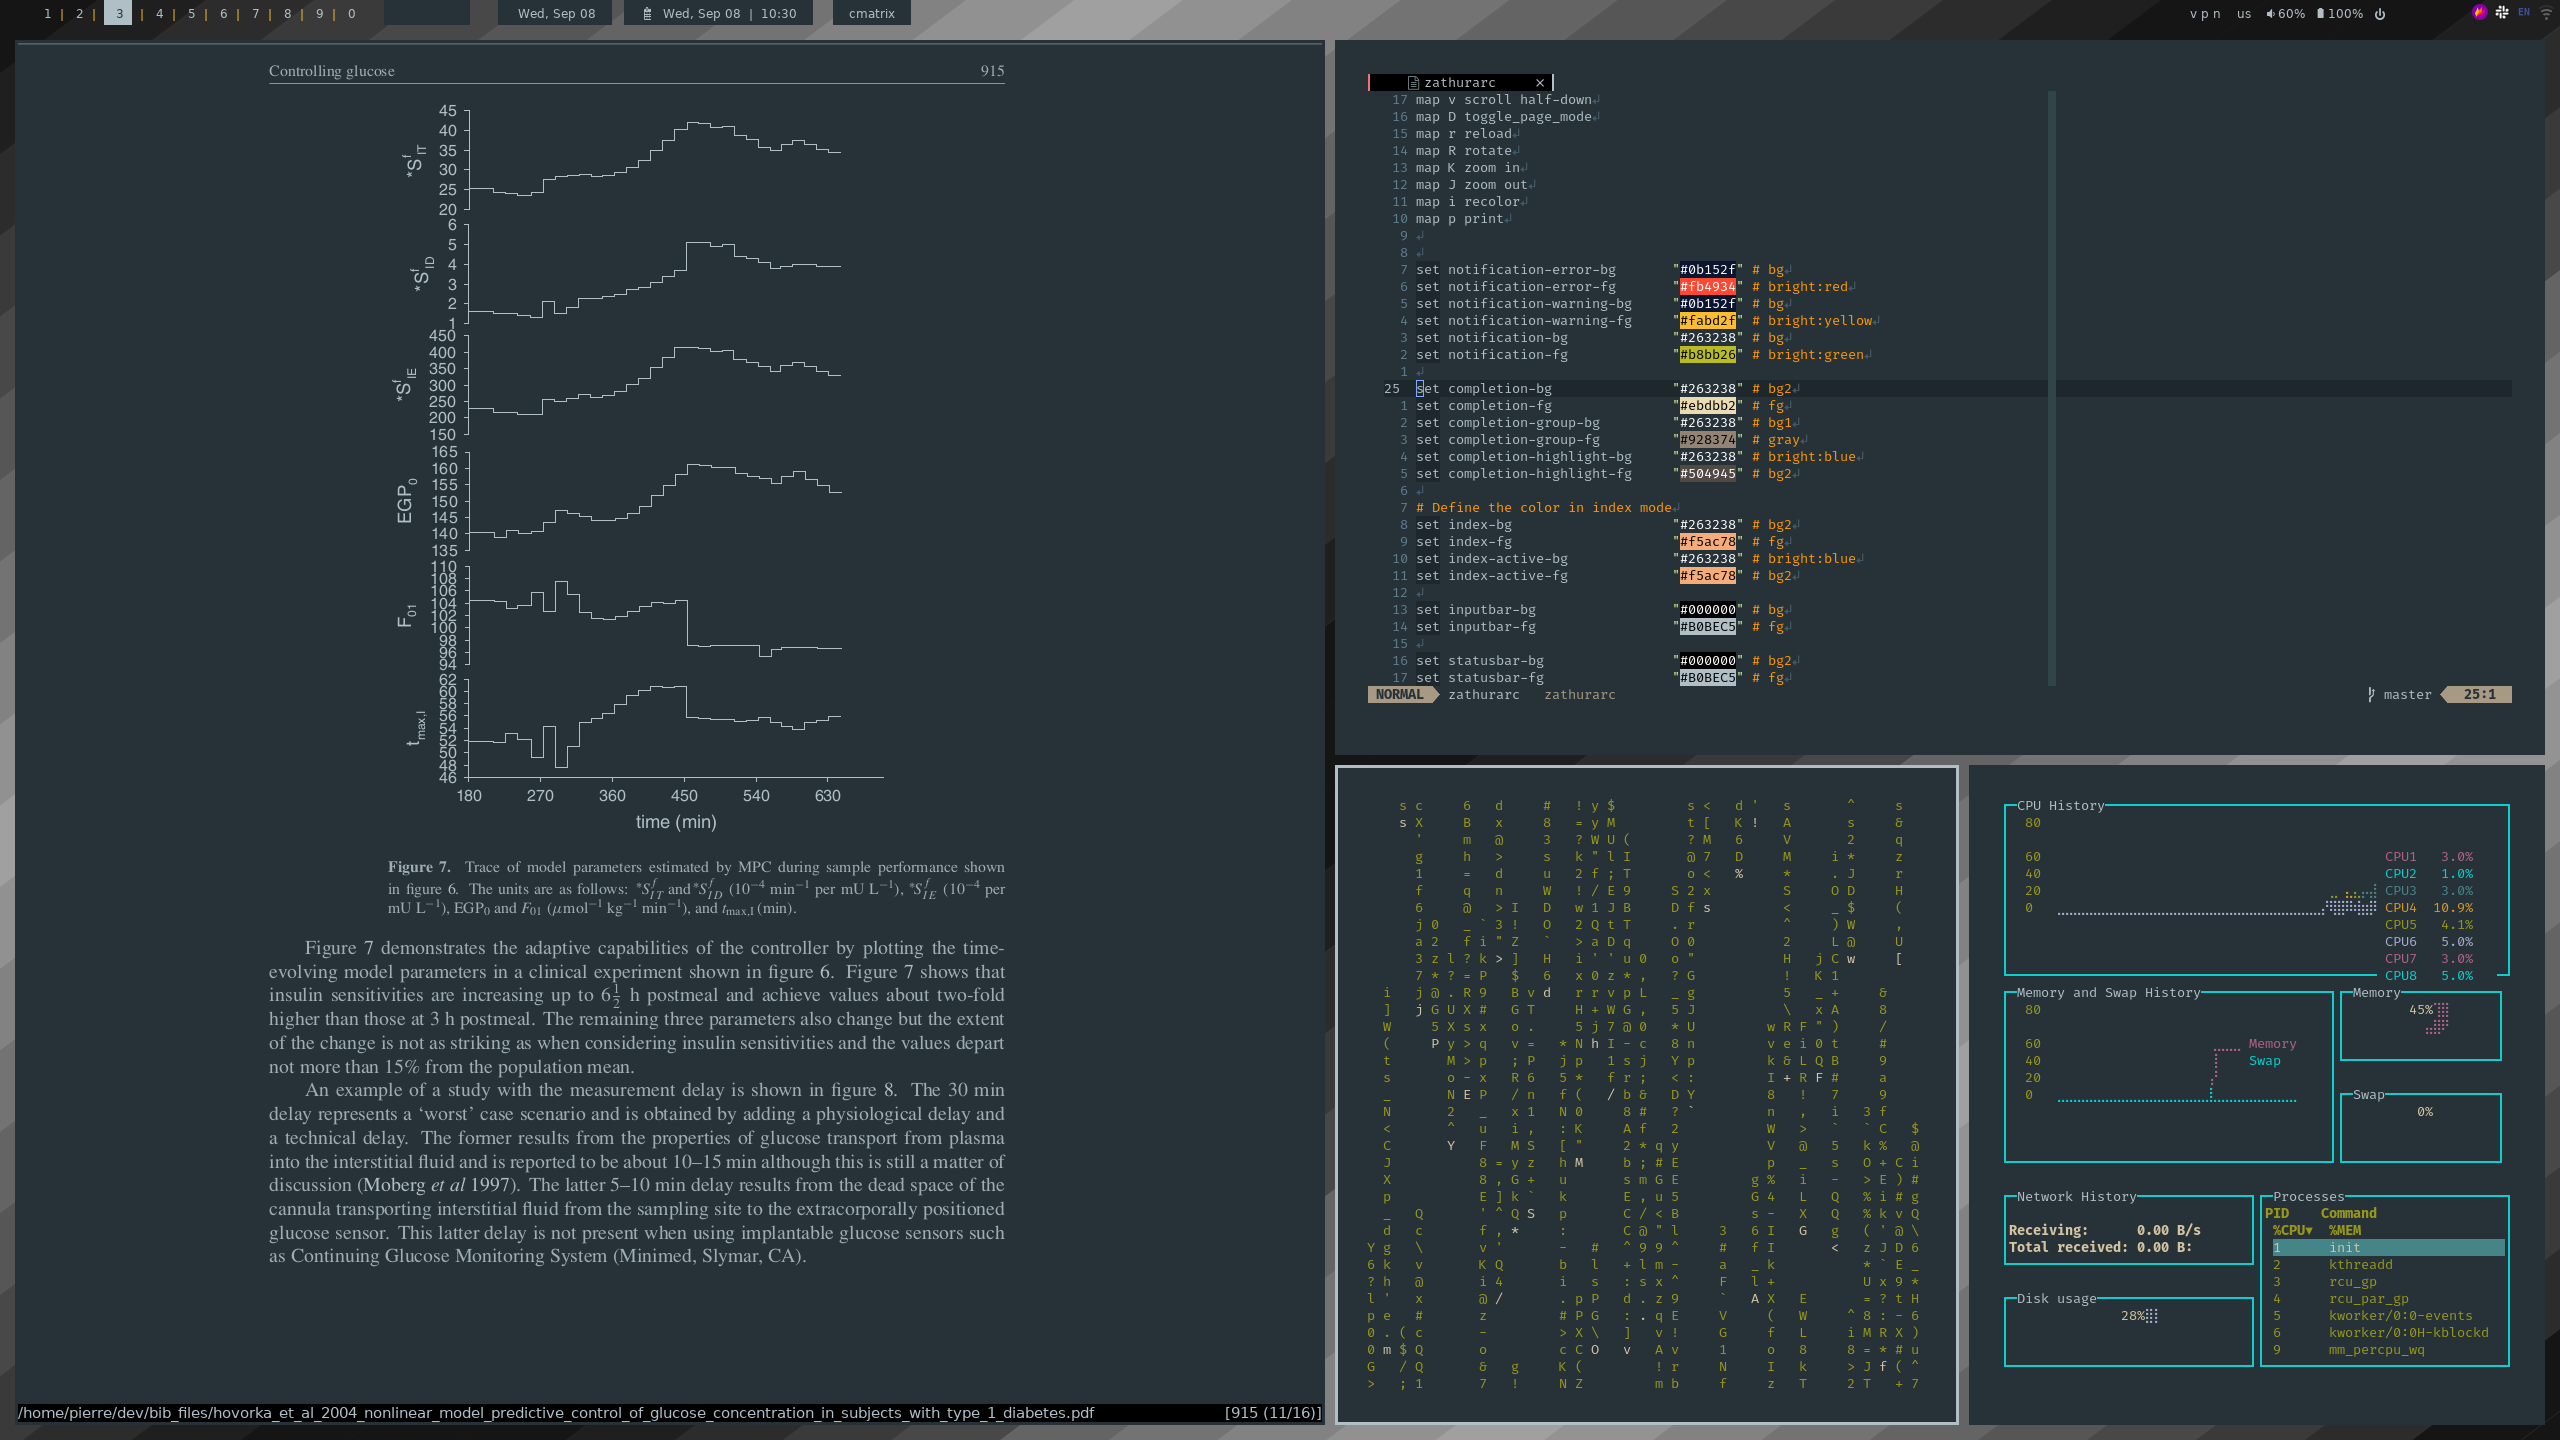 1 | 2 | 3 | 4 | 5 | 6 | 7 | 8 | 9 | 0
Wed, Sep 08
Wed, Sep 08 | 10:30
cmatrix
vpn us 60% 100%
EN
Controlling glucose 915
45
40
35
30
25
20
*S^f_IT
6
5
4
3
2
1
*S^f_ID
450
400
350
300
250
200
150
*S^f_IE
165
160
155
150
145
140
135
EGP_0
110
108
106
104
102
100
98
96
94
F_01
62
60
58
56
54
52
50
48
46
t_max,I
180 270 360 450 540 630
time (min)
Figure 7. Trace of model parameters estimated by MPC during sample performance shown
in figure 6. The units are as follows: *S^f_IT and *S^f_ID (10^−4 min^−1 per mU L^−1), *S^f_IE (10^−4 per
mU L^−1), EGP_0 and F_01 (μmol^−1 kg^−1 min^−1), and t_max,I (min).
Figure 7 demonstrates the adaptive capabilities of the controller by plotting the time-
evolving model parameters in a clinical experiment shown in figure 6. Figure 7 shows that
insulin sensitivities are increasing up to 6½ h postmeal and achieve values about two-fold
higher than those at 3 h postmeal. The remaining three parameters also change but the extent
of the change is not as striking as when considering insulin sensitivities and the values depart
not more than 15% from the population mean.
An example of a study with the measurement delay is shown in figure 8. The 30 min
delay represents a ‘worst’ case scenario and is obtained by adding a physiological delay and
a technical delay. The former results from the properties of glucose transport from plasma
into the interstitial fluid and is reported to be about 10–15 min although this is still a matter of
discussion (Moberg et al 1997). The latter 5–10 min delay results from the dead space of the
cannula transporting interstitial fluid from the sampling site to the extracorporally positioned
glucose sensor. This latter delay is not present when using implantable glucose sensors such
as Continuing Glucose Monitoring System (Minimed, Slymar, CA).
/home/pierre/dev/bib_files/hovorka_et_al_2004_nonlinear_model_predictive_control_of_glucose_concentration_in_subjects_with_type_1_diabetes.pdf [915 (11/16)]
zathurarc ×
17 map v scroll half-down
16 map D toggle_page_mode
15 map r reload
14 map R rotate
13 map K zoom in
12 map J zoom out
11 map i recolor
10 map p print
9
8
7 set notification-error-bg "#0b152f" # bg
6 set notification-error-fg "#fb4934" # bright:red
5 set notification-warning-bg "#0b152f" # bg
4 set notification-warning-fg "#fabd2f" # bright:yellow
3 set notification-bg "#263238" # bg
2 set notification-fg "#b8bb26" # bright:green
1
25 set completion-bg "#263238" # bg2
1 set completion-fg "#ebdbb2" # fg
2 set completion-group-bg "#263238" # bg1
3 set completion-group-fg "#928374" # gray
4 set completion-highlight-bg "#263238" # bright:blue
5 set completion-highlight-fg "#504945" # bg2
6
7 # Define the color in index mode
8 set index-bg "#263238" # bg2
9 set index-fg "#f5ac78" # fg
10 set index-active-bg "#263238" # bright:blue
11 set index-active-fg "#f5ac78" # bg2
12
13 set inputbar-bg "#000000" # bg
14 set inputbar-fg "#B0BEC5" # fg
15
16 set statusbar-bg "#000000" # bg2
17 set statusbar-fg "#B0BEC5" # fg
NORMAL zathurarc zathurarc master 25:1
CPU History
80
60
40
20
0
CPU1 3.0%
CPU2 1.0%
CPU3 3.0%
CPU4 10.9%
CPU5 4.1%
CPU6 5.0%
CPU7 3.0%
CPU8 5.0%
Memory and Swap History
80
60
40
20
0
Memory
Swap
Memory
45%
Swap
0%
Network History
Receiving: 0.00 B/s
Total received: 0.00 B:
Disk usage
28%
Processes
PID Command
%CPU▼ %MEM
1 init
2 kthreadd
3 rcu_gp
4 rcu_par_gp
5 kworker/0:0-events
6 kworker/0:0H-kblockd
9 mm_percpu_wq